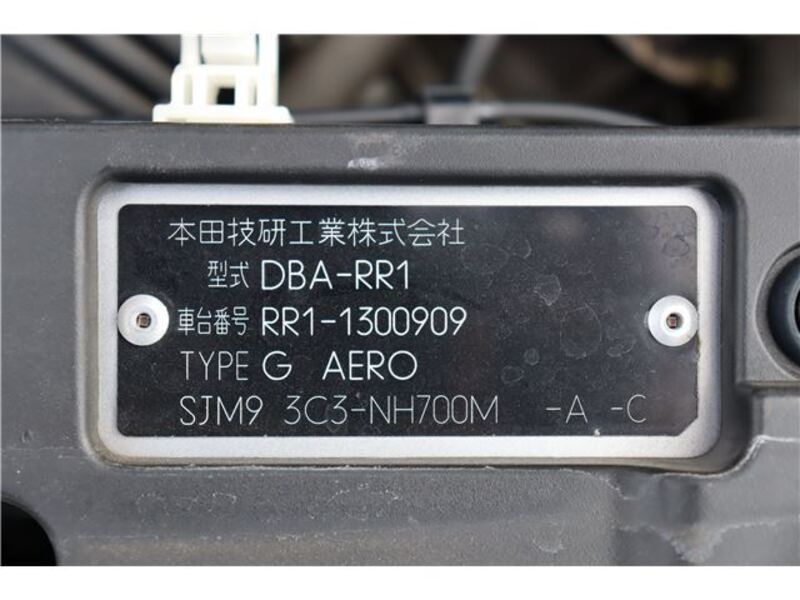 本田技研工業株式会社
型式 DBA-RR1
車台番号 RR1-1300909
TYPE G AERO
SJM9 3C3-NH700M -A -C